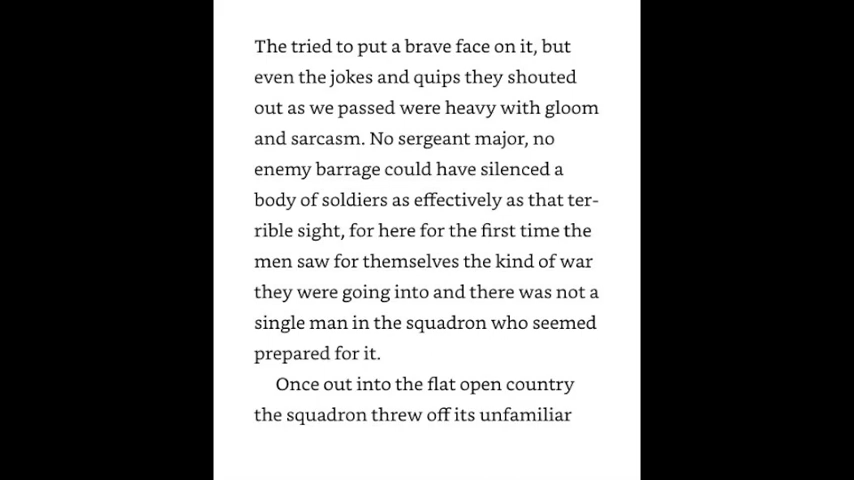 The tried to put a brave face on it, but
even the jokes and quips they shouted
out as we passed were heavy with gloom
and sarcasm. No sergeant major, no
enemy barrage could have silenced a
body of soldiers as effectively as that ter-
rible sight, for here for the first time the
men saw for themselves the kind of war
they were going into and there was not a
single man in the squadron who seemed
prepared for it.
Once out into the flat open country
the squadron threw off its unfamiliar